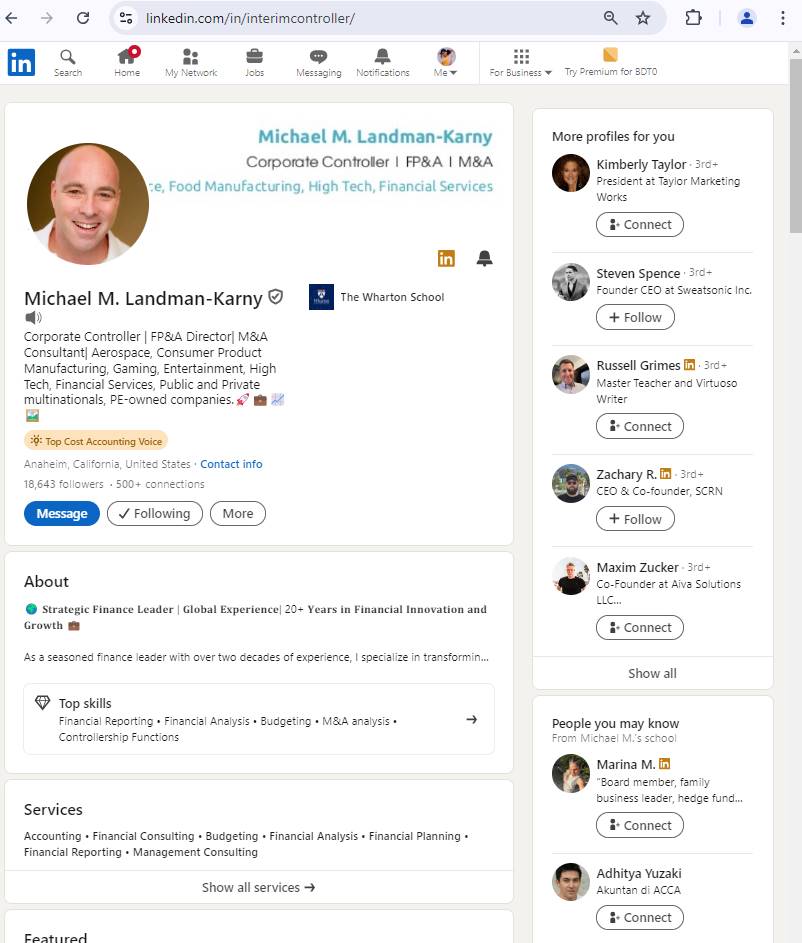 linkedin.com/in/interimcontroller/
in
Search
Home
My Network
Jobs
Messaging
Notifications
Me
For Business
Try Premium for BDT0
Michael M. Landman-Karny
Corporate Controller | FP&A | M&A
ce, Food Manufacturing, High Tech, Financial Services
in
Michael M. Landman-Karny
The Wharton School
Corporate Controller | FP&A Director| M&A
Consultant| Aerospace, Consumer Product
Manufacturing, Gaming, Entertainment, High
Tech, Financial Services, Public and Private
multinationals, PE-owned companies.🚀 💼 📈
🖼️
Top Cost Accounting Voice
Anaheim, California, United States · Contact info
18,643 followers · 500+ connections
Message
Following
More
About
🌍 𝐒𝐭𝐫𝐚𝐭𝐞𝐠𝐢𝐜 𝐅𝐢𝐧𝐚𝐧𝐜𝐞 𝐋𝐞𝐚𝐝𝐞𝐫 | 𝐆𝐥𝐨𝐛𝐚𝐥 𝐄𝐱𝐩𝐞𝐫𝐢𝐞𝐧𝐜𝐞| 20+ 𝐘𝐞𝐚𝐫𝐬 𝐢𝐧 𝐅𝐢𝐧𝐚𝐧𝐜𝐢𝐚𝐥 𝐈𝐧𝐧𝐨𝐯𝐚𝐭𝐢𝐨𝐧 𝐚𝐧𝐝
𝐆𝐫𝐨𝐰𝐭𝐡 💼
As a seasoned finance leader with over two decades of experience, I specialize in transformin...
Top skills
Financial Reporting • Financial Analysis • Budgeting • M&A analysis •
Controllership Functions
Services
Accounting • Financial Consulting • Budgeting • Financial Analysis • Financial Planning •
Financial Reporting • Management Consulting
Show all services →
Featured
More profiles for you
Kimberly Taylor · 3rd+
President at Taylor Marketing
Works
Connect
Steven Spence · 3rd+
Founder CEO at Sweatsonic Inc.
+ Follow
Russell Grimes in · 3rd+
Master Teacher and Virtuoso
Writer
Connect
Zachary R. in · 3rd+
CEO & Co-founder, SCRN
+ Follow
Maxim Zucker · 3rd+
Co-Founder at Aiva Solutions
LLC...
Connect
Show all
People you may know
From Michael M.'s school
Marina M. in
"Board member, family
business leader, hedge fund...
Connect
Adhitya Yuzaki
Akuntan di ACCA
Connect